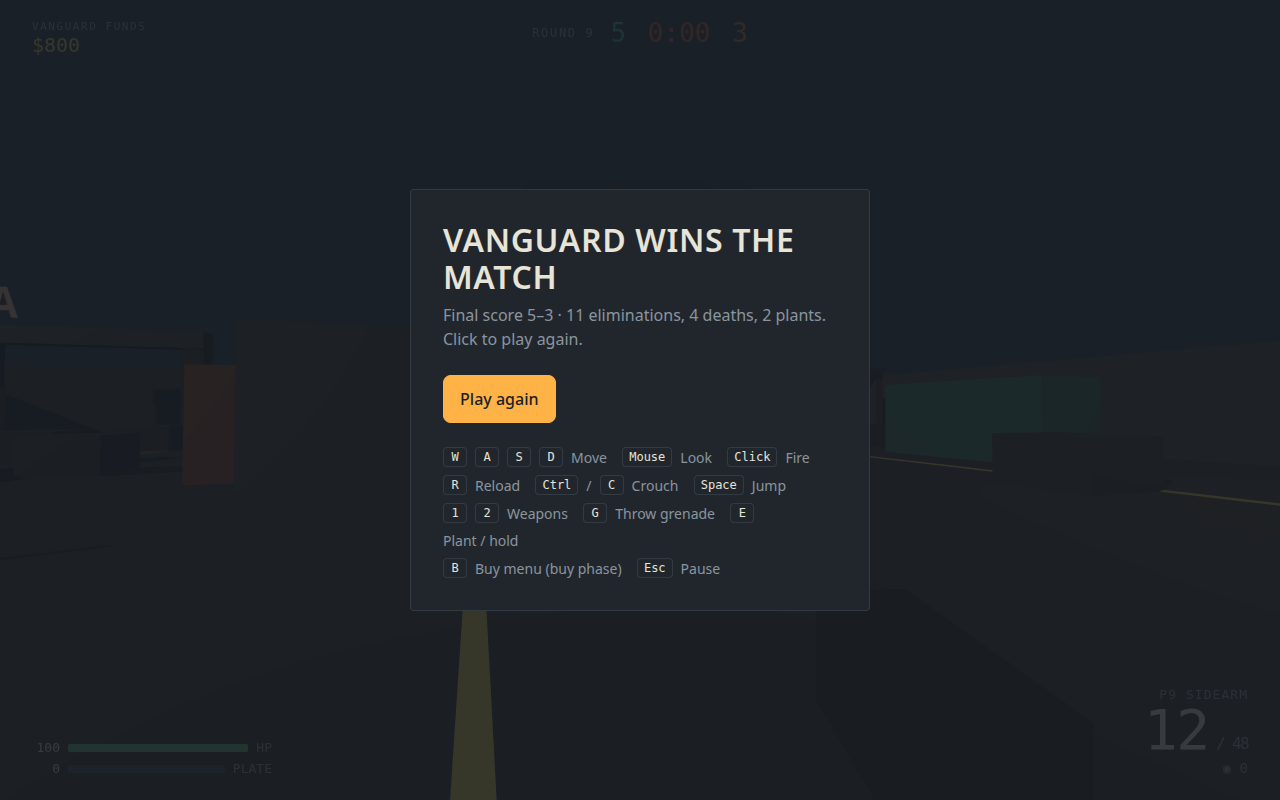 VANGUARD FUNDS
$800
ROUND 9 5 0:00 3
A
VANGUARD WINS THE
MATCH
Final score 5–3 · 11 eliminations, 4 deaths, 2 plants.
Click to play again.
Play again
W A S D Move Mouse Look Click Fire
R Reload Ctrl / C Crouch Space Jump
1 2 Weapons G Throw grenade E
Plant / hold
B Buy menu (buy phase) Esc Pause
P9 SIDEARM
12 / 48
◉ 0
100 HP
0 PLATE